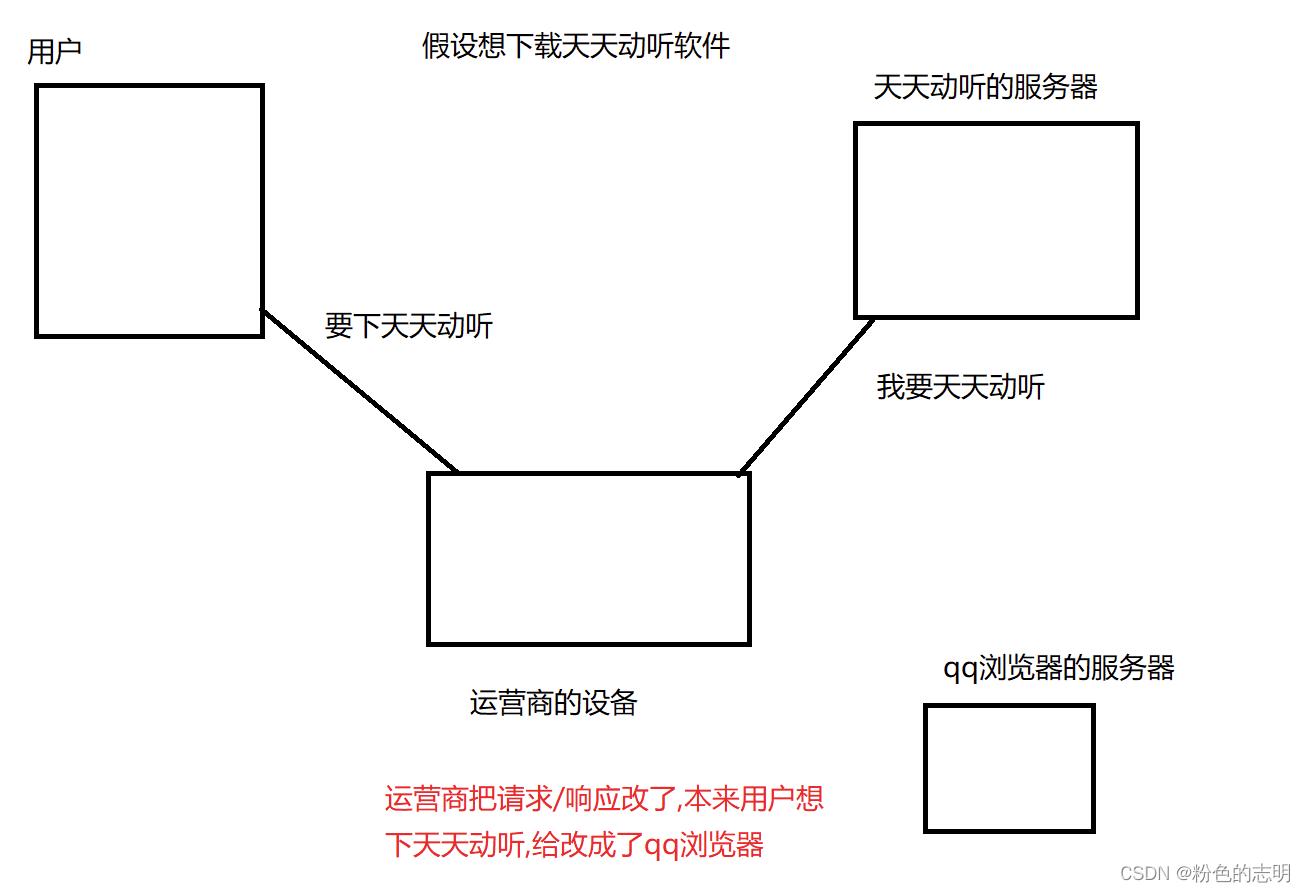 用户
假设想下载天天动听软件
天天动听的服务器
要下天天动听
我要天天动听
qq浏览器的服务器
运营商的设备
运营商把请求/响应改了,本来用户想
下天天动听,给改成了qq浏览器
CSDN @粉色的志明